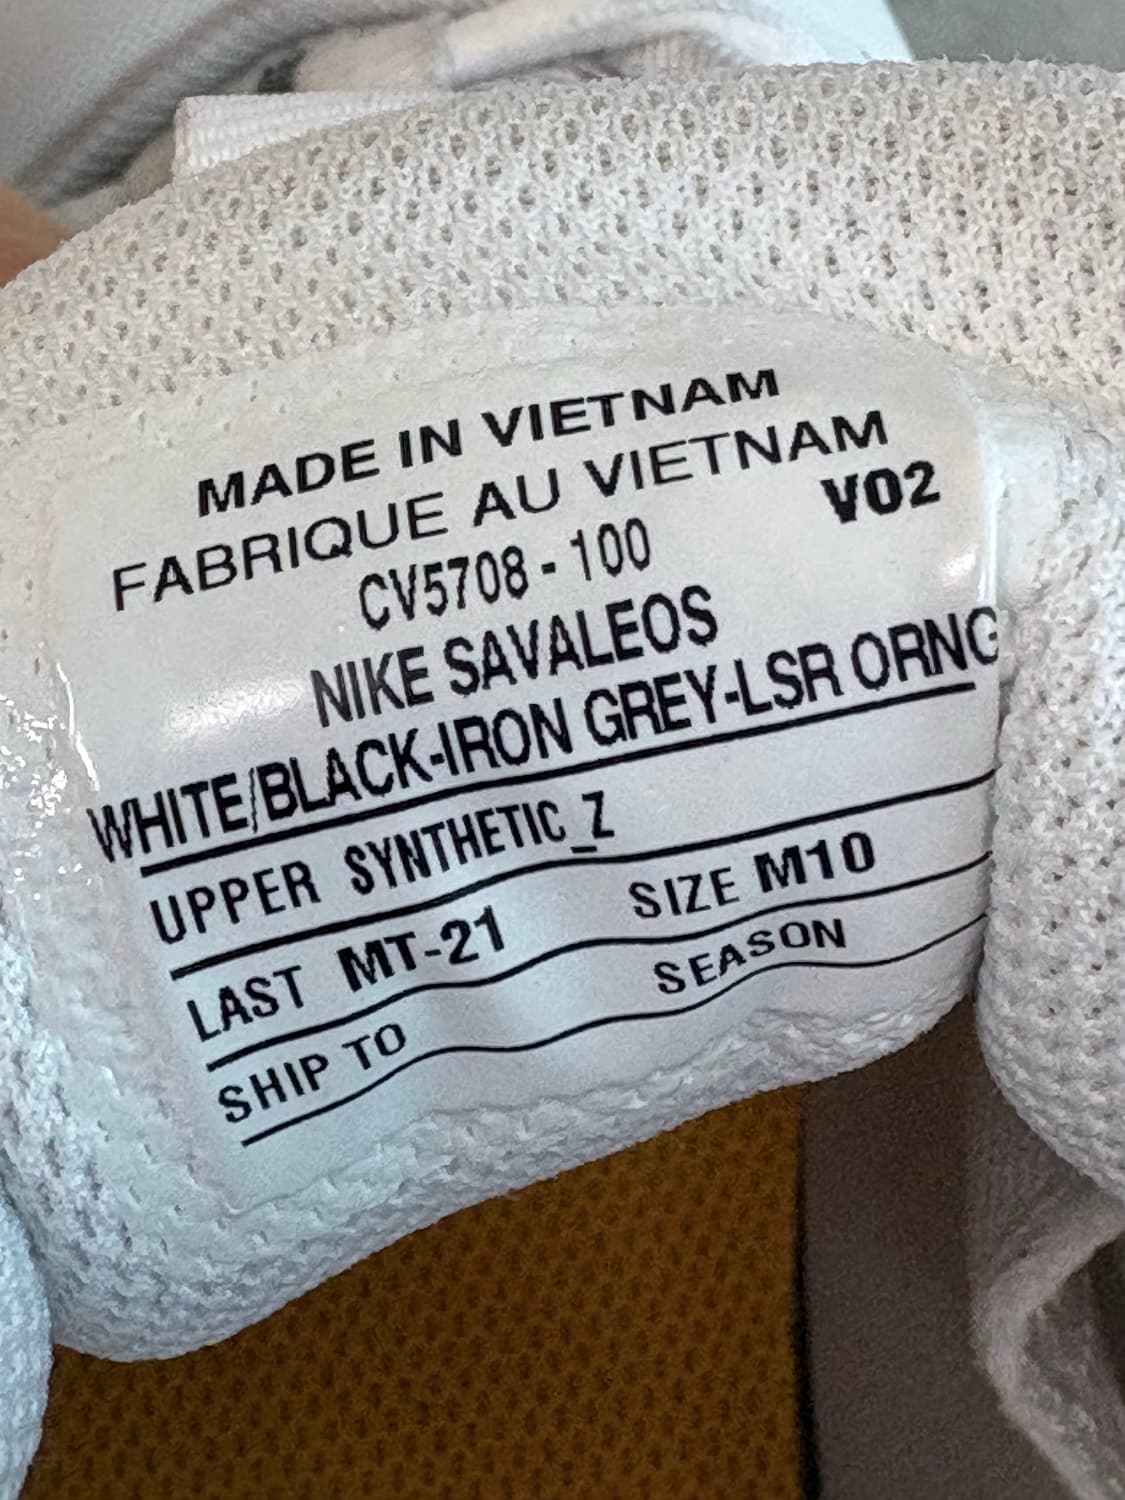 MADE IN VIETNAM
FABRIQUE AU VIETNAM
CV5708 - 100 V02
NIKE SAVALEOS
WHITE/BLACK-IRON GREY-LSR ORNG
UPPER SYNTHETIC_Z
LAST MT-21 SIZE M10
SHIP TO SEASON